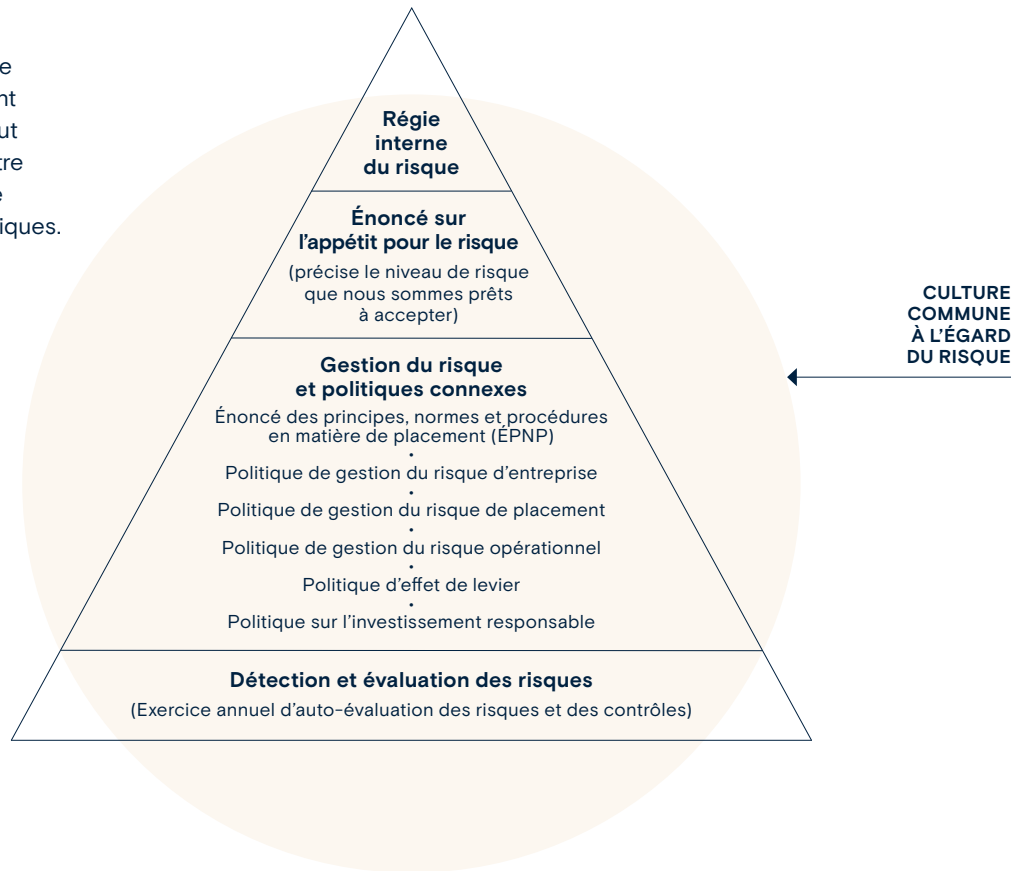 e
nt
ut
tre
e
iques.
Régie
interne
du risque
Énoncé sur
l'appétit pour le risque
(précise le niveau de risque
que nous sommes prêts
à accepter)
Gestion du risque
et politiques connexes
Énoncé des principes, normes et procédures
en matière de placement (ÉPNP)
•
Politique de gestion du risque d'entreprise
•
Politique de gestion du risque de placement
•
Politique de gestion du risque opérationnel
•
Politique d'effet de levier
•
Politique sur l'investissement responsable
Détection et évaluation des risques
(Exercice annuel d'auto-évaluation des risques et des contrôles)
CULTURE
COMMUNE
À L'ÉGARD
DU RISQUE